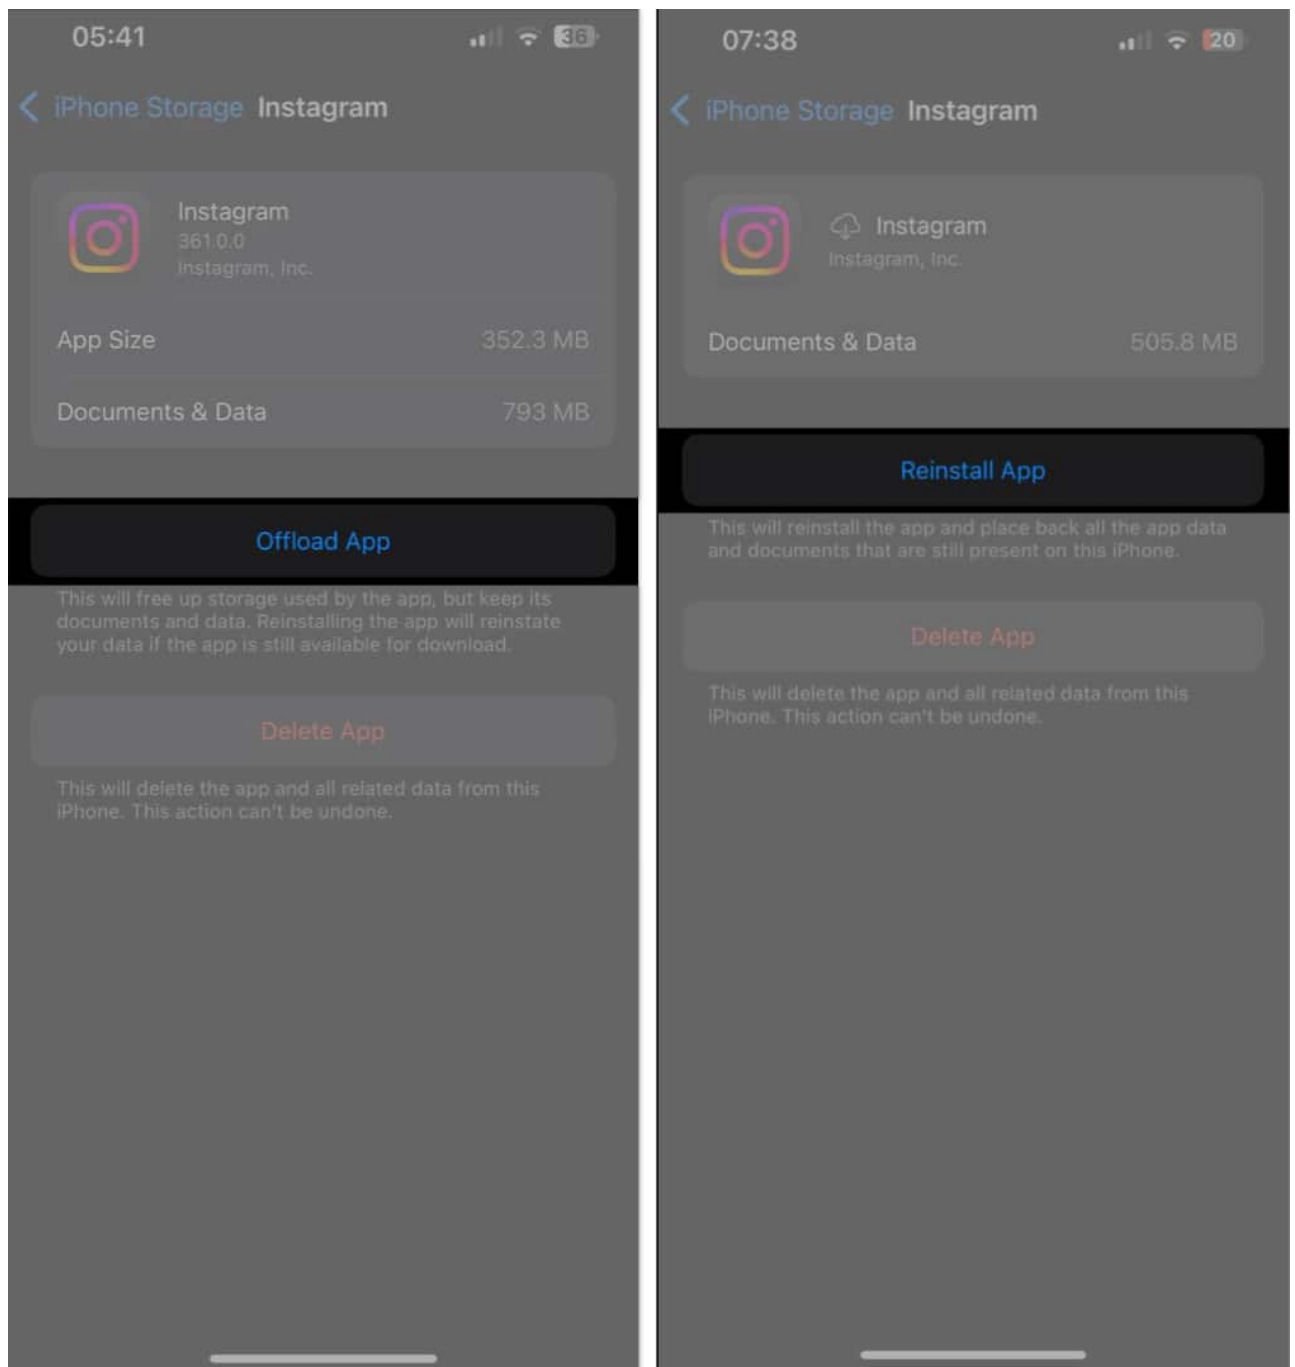 05:41
36
iPhone Storage Instagram
Instagram
361.0.0
Instagram, Inc.
App Size 352.3 MB
Documents & Data 793 MB
Offload App
This will free up storage used by the app, but keep its
documents and data. Reinstalling the app will reinstate
your data if the app is still available for download.
Delete App
This will delete the app and all related data from this
iPhone. This action can't be undone.
07:38
20
iPhone Storage Instagram
Instagram
Instagram, Inc.
Documents & Data 505.8 MB
Reinstall App
This will reinstall the app and place back all the app data
and documents that are still present on this iPhone.
Delete App
This will delete the app and all related data from this
iPhone. This action can't be undone.